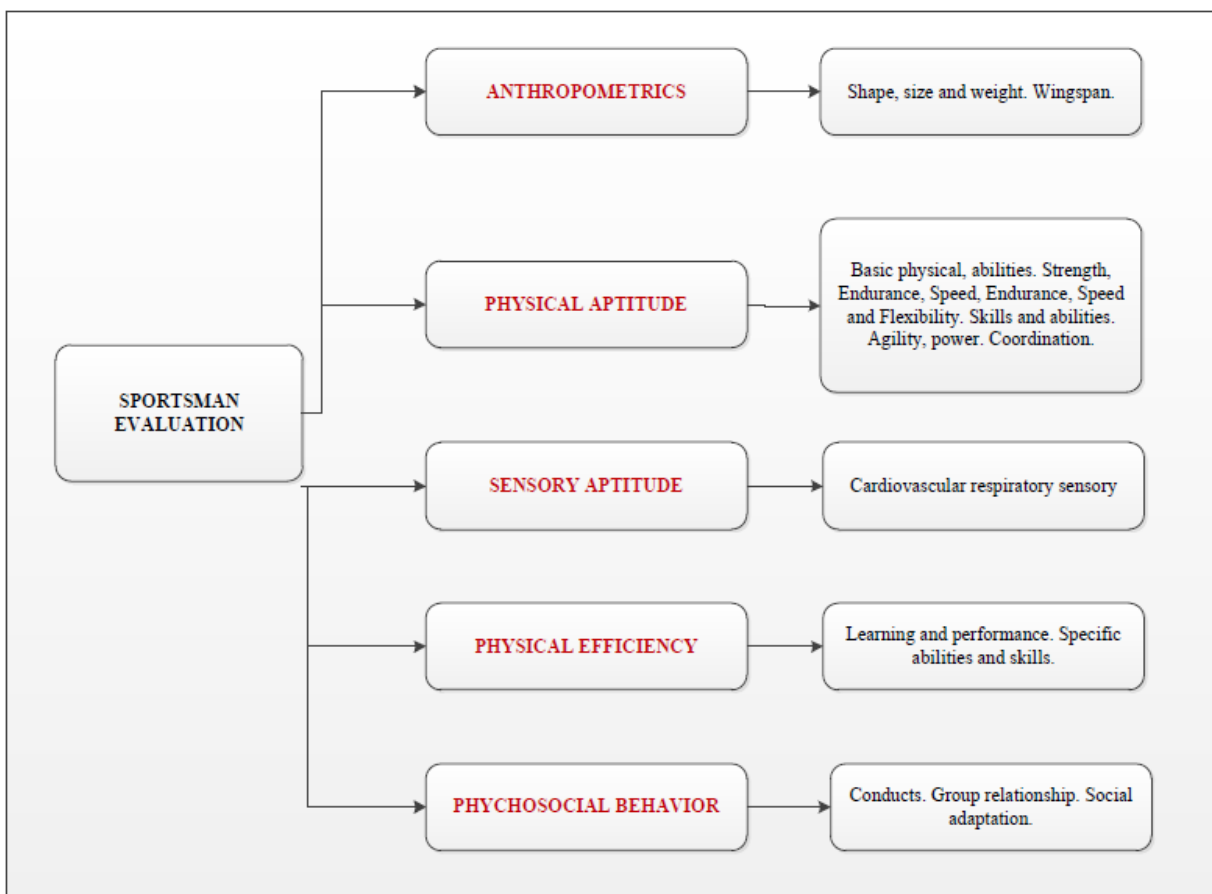 ANTHROPOMETRICS
Shape, size and weight. Wingspan.
PHYSICAL APTITUDE
Basic physical, abilities. Strength,
Endurance, Speed, Endurance, Speed
and Flexibility. Skills and abilities.
Agility, power. Coordination.
SPORTSMAN
EVALUATION
SENSORY APTITUDE
Cardiovascular respiratory sensory
PHYSICAL EFFICIENCY
Learning and performance. Specific
abilities and skills.
PHYCHOSOCIAL BEHAVIOR
Conducts. Group relationship. Social
adaptation.